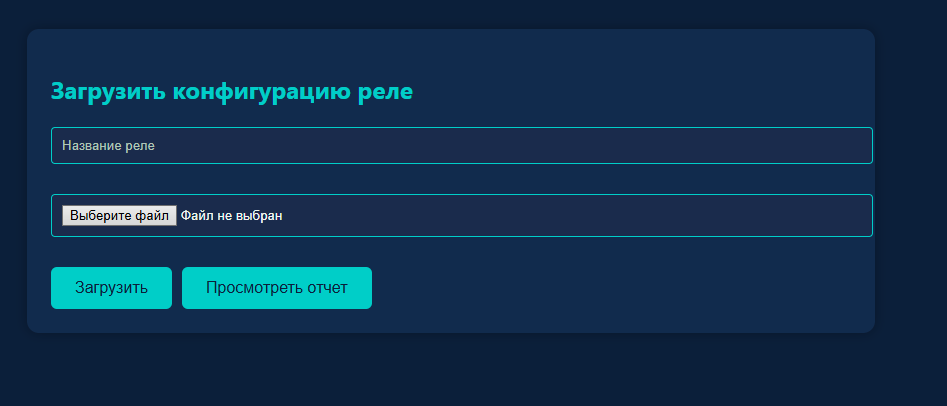 Загрузить конфигурацию реле
Название реле
Выберите файл Файл не выбран
Загрузить Просмотреть отчет